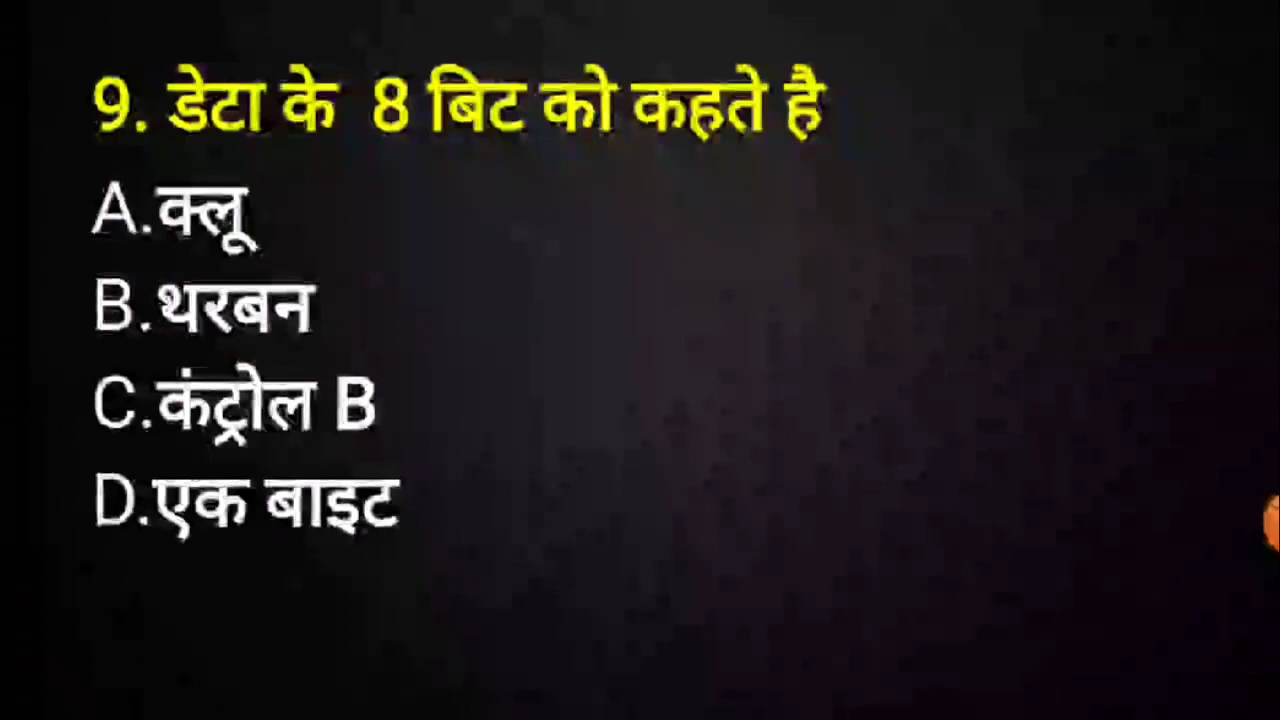 9. डेटा के 8 बिट को कहते है
A.क्लू
B.थरबन
C.कंट्रोल B
D.एक बाइट